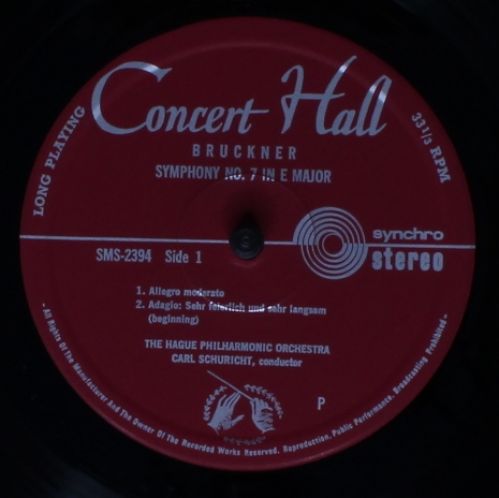 Concert Hall
LONG PLAYING
33 1/3 RPM
BRUCKNER
SYMPHONY NO. 7 IN E MAJOR
synchro
stereo
SMS-2394 Side 1
1. Allegro moderato
2. Adagio: Sehr feierlich und sehr langsam
(beginning)
THE HAGUE PHILHARMONIC ORCHESTRA
CARL SCHURICHT, conductor
P
- All Rights Of The Manufacturer And The Owner Of The Recorded Works Reserved. Reproduction, Public Performance, Broadcasting Prohibited -